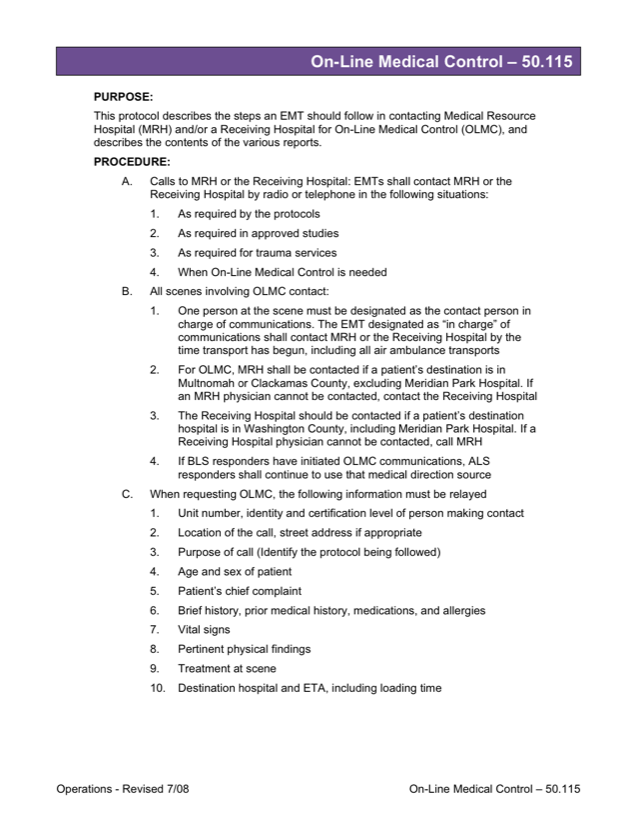 On-Line Medical Control – 50.115
PURPOSE:
This protocol describes the steps an EMT should follow in contacting Medical Resource
Hospital (MRH) and/or a Receiving Hospital for On-Line Medical Control (OLMC), and
describes the contents of the various reports.
PROCEDURE:
A. Calls to MRH or the Receiving Hospital: EMTs shall contact MRH or the
Receiving Hospital by radio or telephone in the following situations:
1. As required by the protocols
2. As required in approved studies
3. As required for trauma services
4. When On-Line Medical Control is needed
B. All scenes involving OLMC contact:
1. One person at the scene must be designated as the contact person in
charge of communications. The EMT designated as “in charge” of
communications shall contact MRH or the Receiving Hospital by the
time transport has begun, including all air ambulance transports
2. For OLMC, MRH shall be contacted if a patient’s destination is in
Multnomah or Clackamas County, excluding Meridian Park Hospital. If
an MRH physician cannot be contacted, contact the Receiving Hospital
3. The Receiving Hospital should be contacted if a patient’s destination
hospital is in Washington County, including Meridian Park Hospital. If a
Receiving Hospital physician cannot be contacted, call MRH
4. If BLS responders have initiated OLMC communications, ALS
responders shall continue to use that medical direction source
C. When requesting OLMC, the following information must be relayed
1. Unit number, identity and certification level of person making contact
2. Location of the call, street address if appropriate
3. Purpose of call (Identify the protocol being followed)
4. Age and sex of patient
5. Patient’s chief complaint
6. Brief history, prior medical history, medications, and allergies
7. Vital signs
8. Pertinent physical findings
9. Treatment at scene
10. Destination hospital and ETA, including loading time
Operations - Revised 7/08 On-Line Medical Control – 50.115